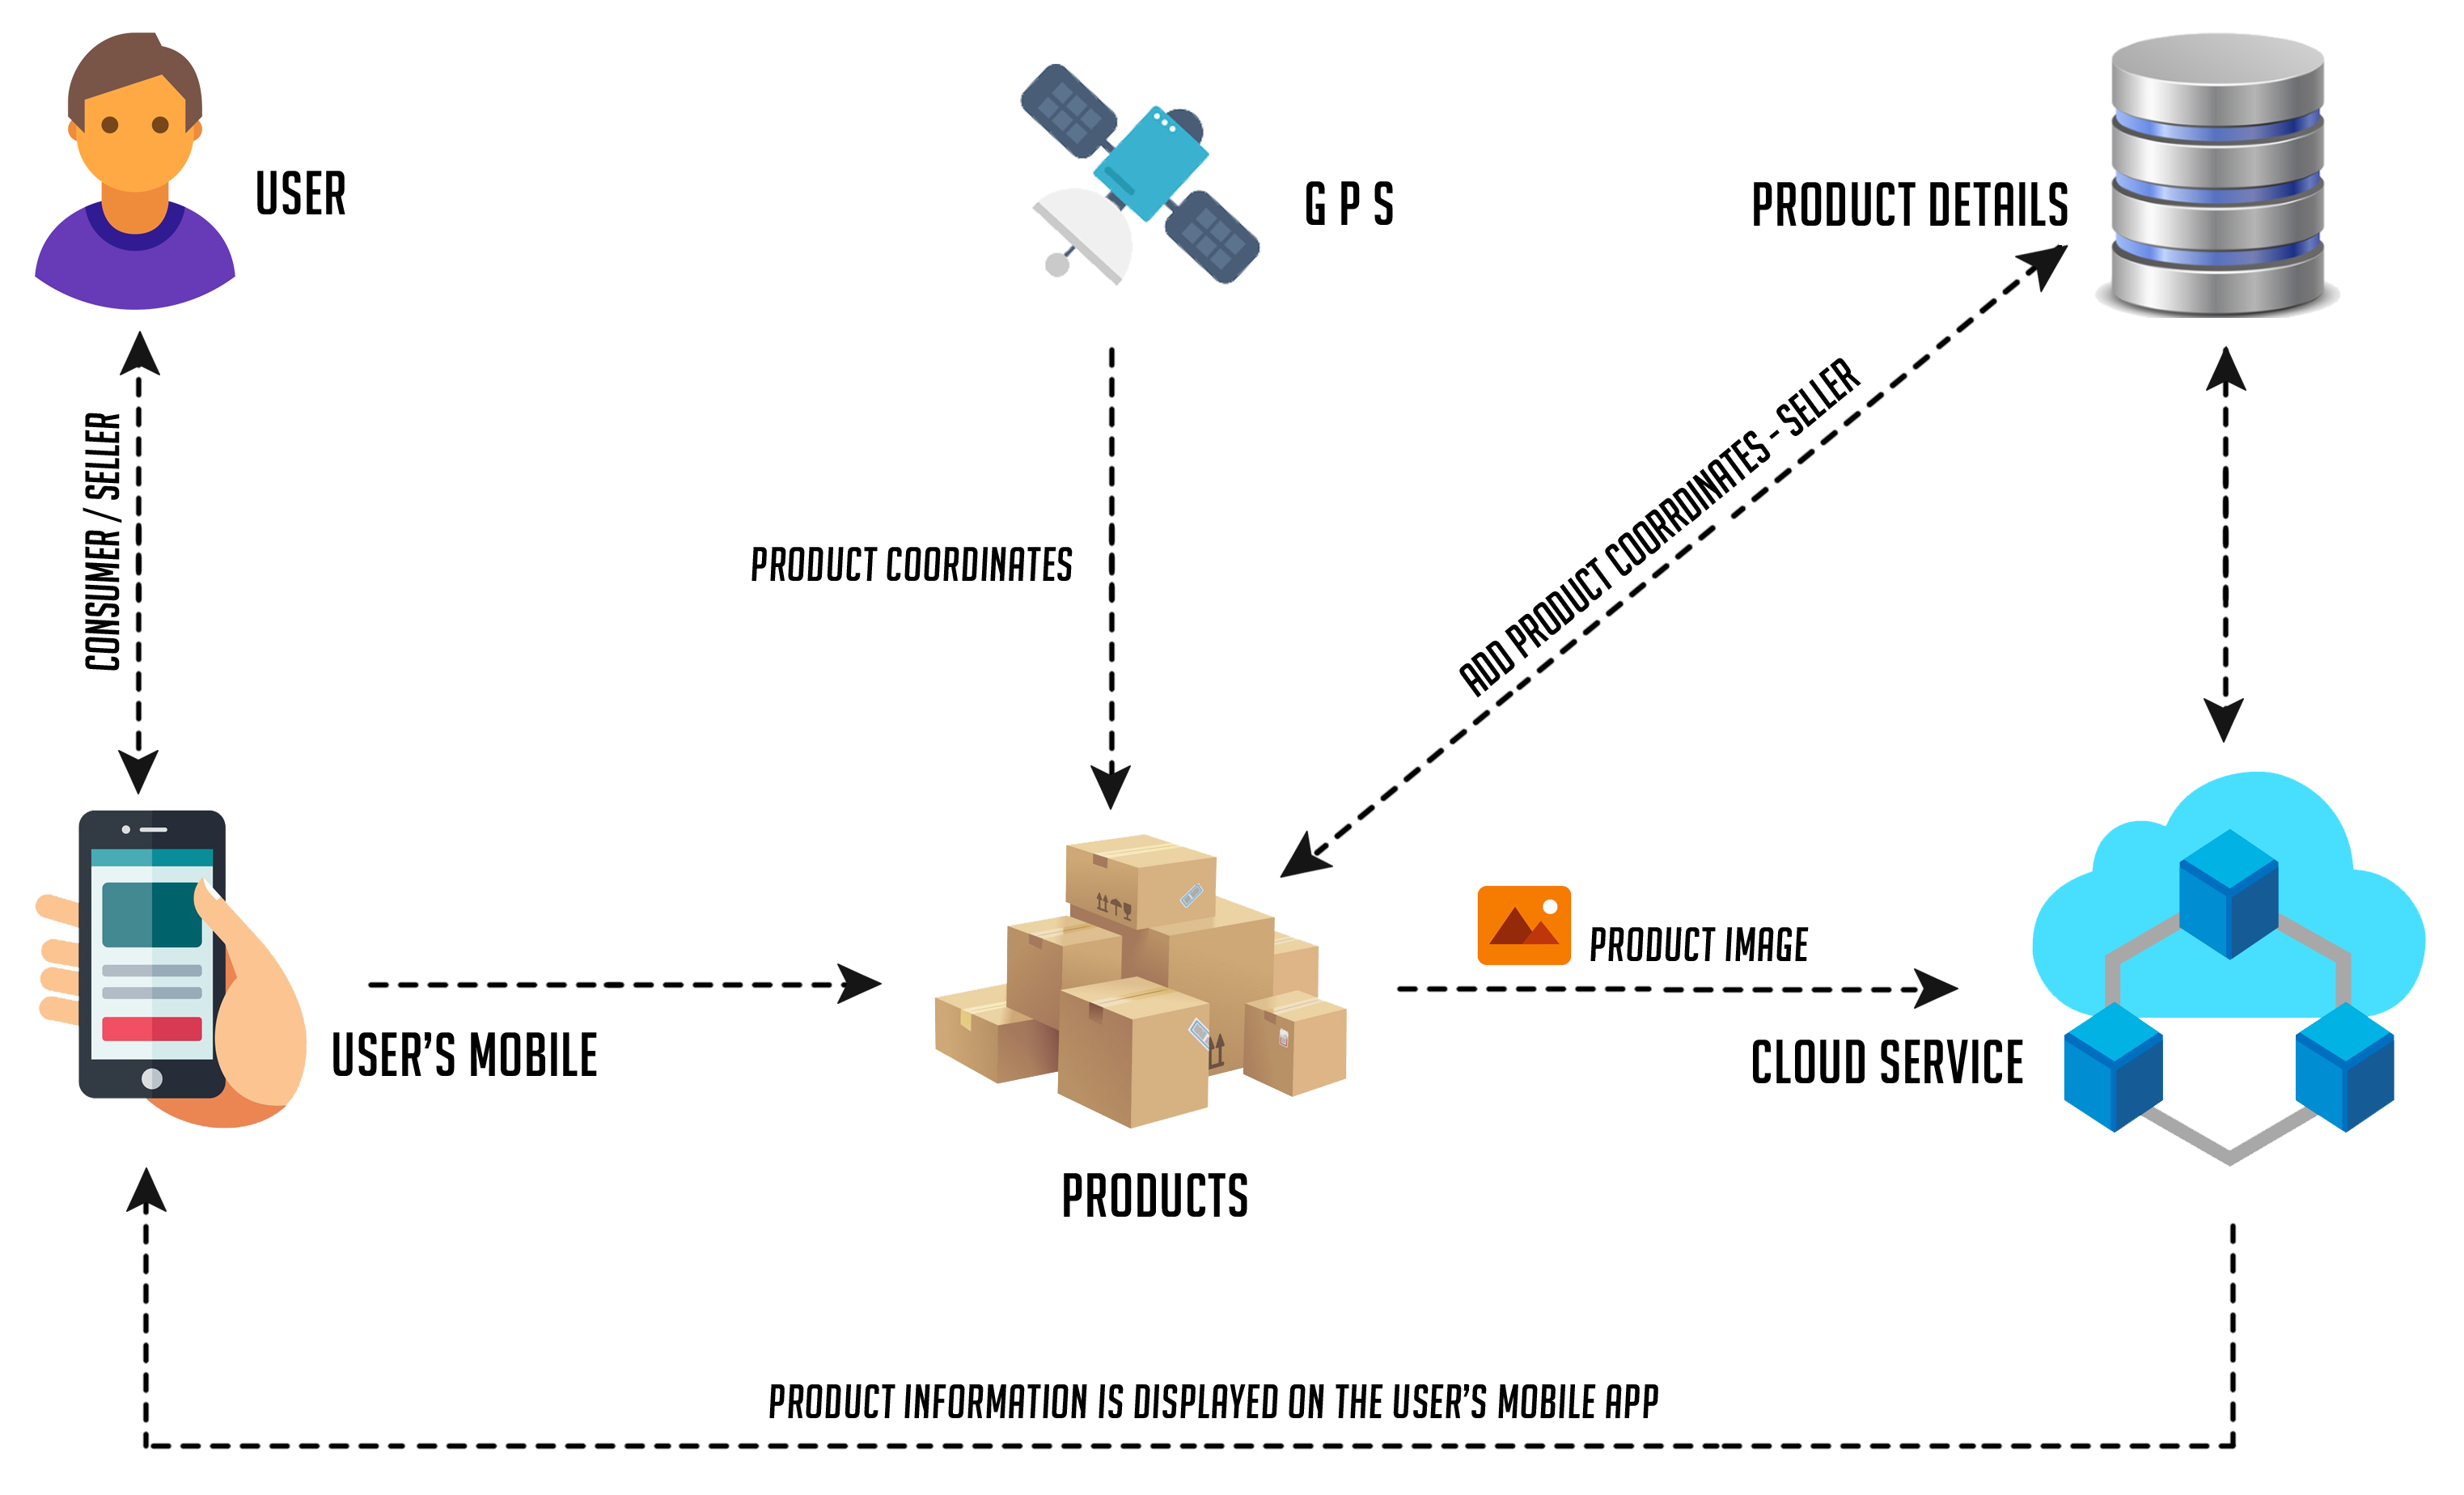 USER
G P S
PRODUCT DETAILS
CONSUMER / SELLER
PRODUCT COORDINATES
ADD PRODUCT COORRDINATES - SELLER
PRODUCT IMAGE
USER'S MOBILE
CLOUD SERVICE
PRODUCTS
PRODUCT INFORMATION IS DISPLAYED ON THE USER'S MOBILE APP